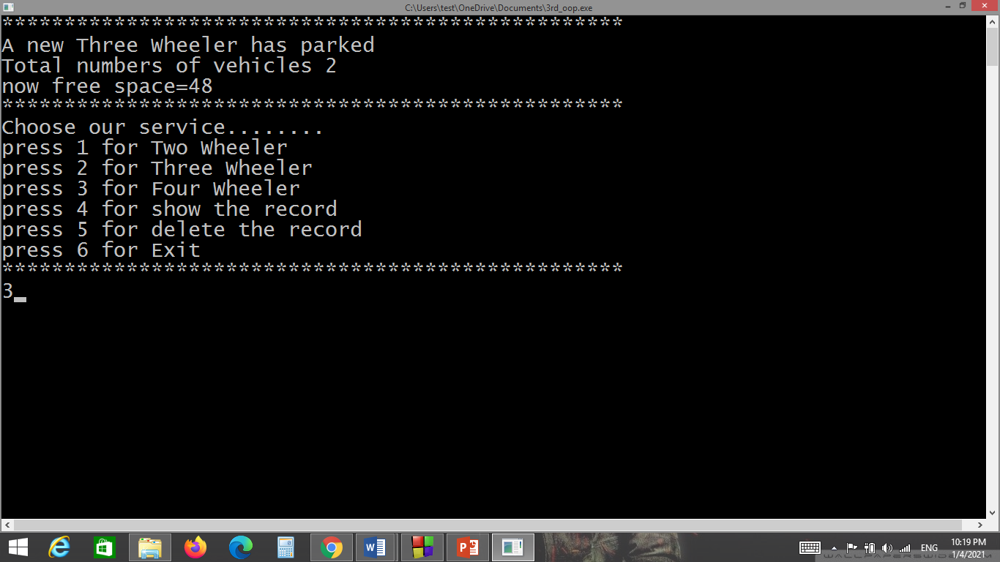 C:\Users\test\OneDrive\Documents\3rd_oop.exe
**************************************************
A new Three Wheeler has parked
Total numbers of vehicles 2
now free space=48
**************************************************
Choose our service........
press 1 for Two Wheeler
press 2 for Three Wheeler
press 3 for Four Wheeler
press 4 for show the record
press 5 for delete the record
press 6 for Exit
**************************************************
3_
ENG
10:19 PM
1/4/2021